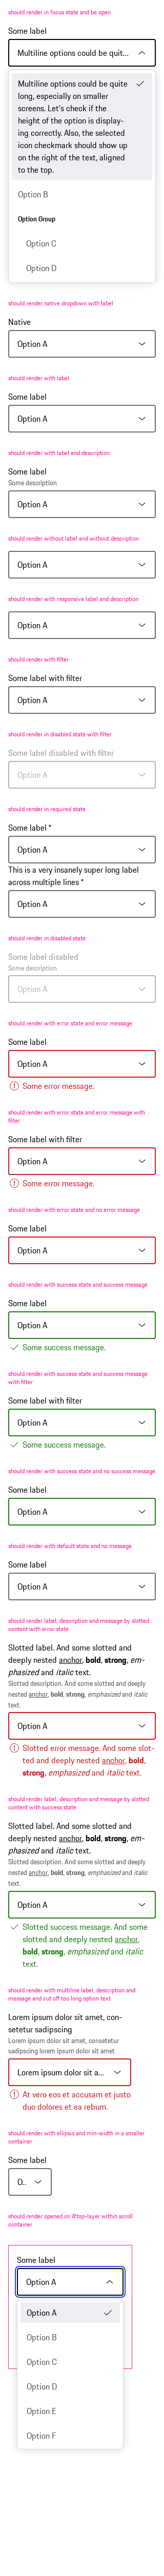 should render in focus state and be open
Some label
Multiline options could be quit...
Multiline options could be quite
long, especially on smaller
screens. Let's check if the
height of the option is display-
ing correctly. Also, the selected
icon checkmark should show up
on the right of the text, aligned
to the top.
Option B
Option Group
Option C
Option D
should render native dropdown with label
Native
Option A
should render with label
Some label
Option A
should render with label and description
Some label
Some description
Option A
should render without label and without description
Option A
should render with responsive label and description
Option A
should render with filter
Some label with filter
Option A
should render in disabled state with filter
Some label disabled with filter
Option A
should render in required state
Some label *
Option A
This is a very insanely super long label
across multiple lines *
Option A
should render in disabled state
Some label disabled
Some description
Option A
should render with error state and error message
Some label
Option A
Some error message.
should render with error state and error message with
filter
Some label with filter
Option A
Some error message.
should render with error state and no error message
Some label
Option A
should render with success state and success message
Some label
Option A
Some success message.
should render with success state and success message
with filter
Some label with filter
Option A
Some success message.
should render with success state and no success message
Some label
Option A
should render with default state and no message
Some label
Option A
should render label, description and message by slotted
content with error state
Slotted label. And some slotted and
deeply nested anchor, bold, strong, em-
phasized and italic text.
Slotted description. And some slotted and deeply
nested anchor, bold, strong, emphasized and italic
text.
Option A
Slotted error message. And some slot-
ted and deeply nested anchor, bold,
strong, emphasized and italic text.
should render label, description and message by slotted
content with success state
Slotted label. And some slotted and
deeply nested anchor, bold, strong, em-
phasized and italic text.
Slotted description. And some slotted and deeply
nested anchor, bold, strong, emphasized and italic
text.
Option A
Slotted success message. And some
slotted and deeply nested anchor,
bold, strong, emphasized and italic
text.
should render with multiline label, description and
message and cut off too long option text
Lorem ipsum dolor sit amet, con-
setetur sadipscing
Lorem ipsum dolor sit amet, consetetur
sadipscing lorem ipsum dolor sit amet
Lorem ipsum dolor sit a...
At vero eos et accusam et justo
duo dolores et ea rebum.
should render with ellipsis and min-width in a smaller
container
Some label
O..
should render opened on #top-layer within scroll
container
Some label
Option A
Option A
Option B
Option C
Option D
Option E
Option F